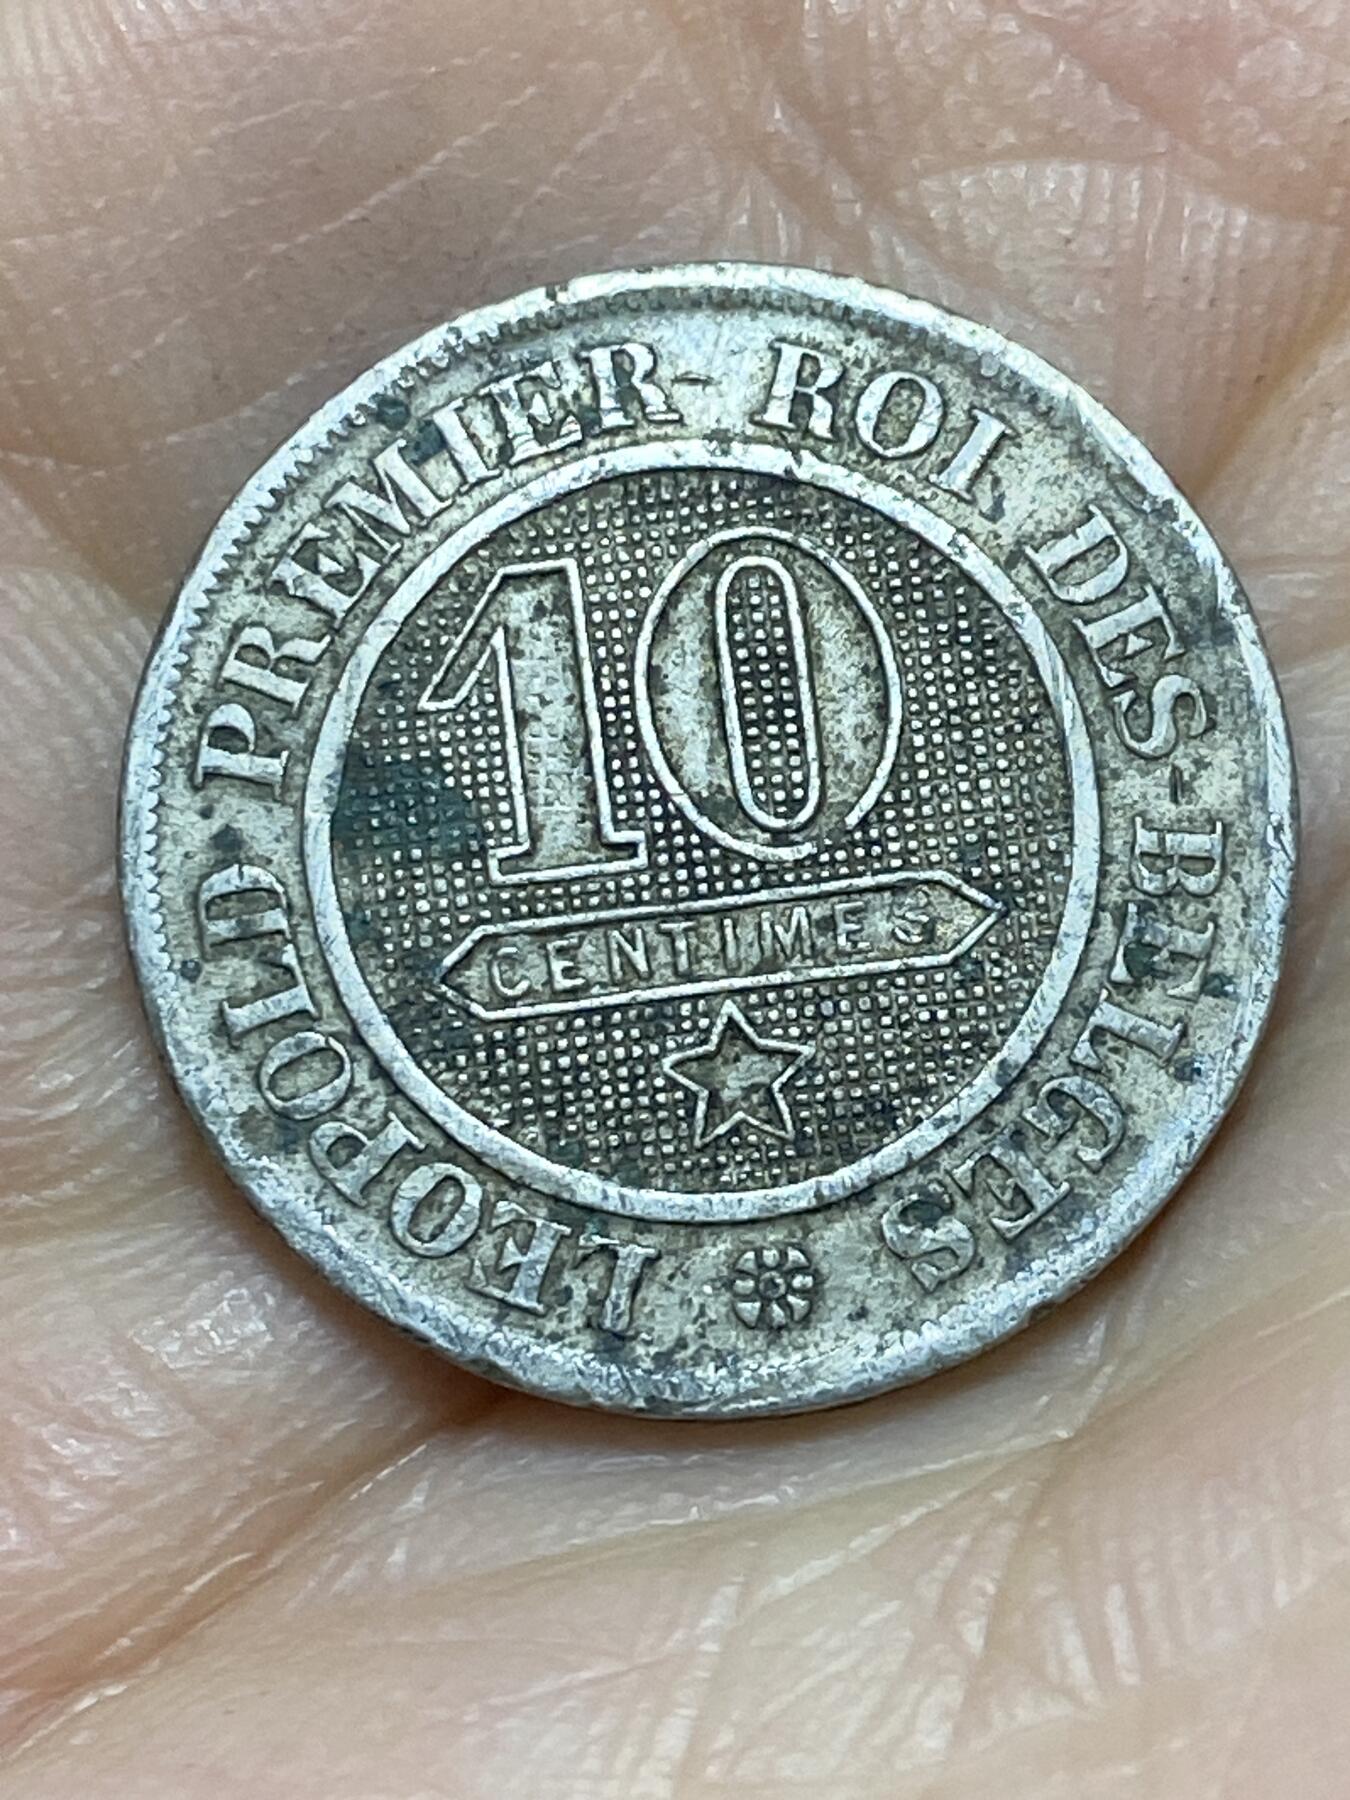 LEOPOLD PREMIER - ROI DES-BELGES
10
CENTIMES